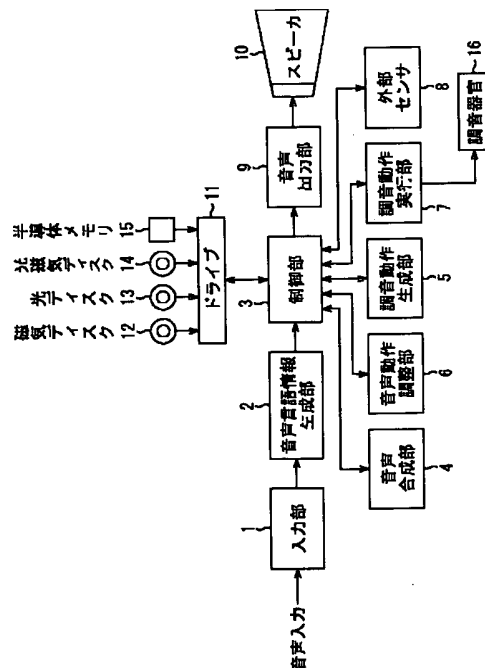 音声入力
1
入力部
2
音声言語情報
生成部
3
制御部
9
音声
出力部
10
スピーカ
磁気ディスク 12
光ディスク 13
光磁気ディスク 14
半導体メモリ 15
11
ドライブ
音声
合成部
4
音声動作
調整部
6
調音動作
生成部
5
調音動作
実行部
7
外部
センサ
8
16
調音器官